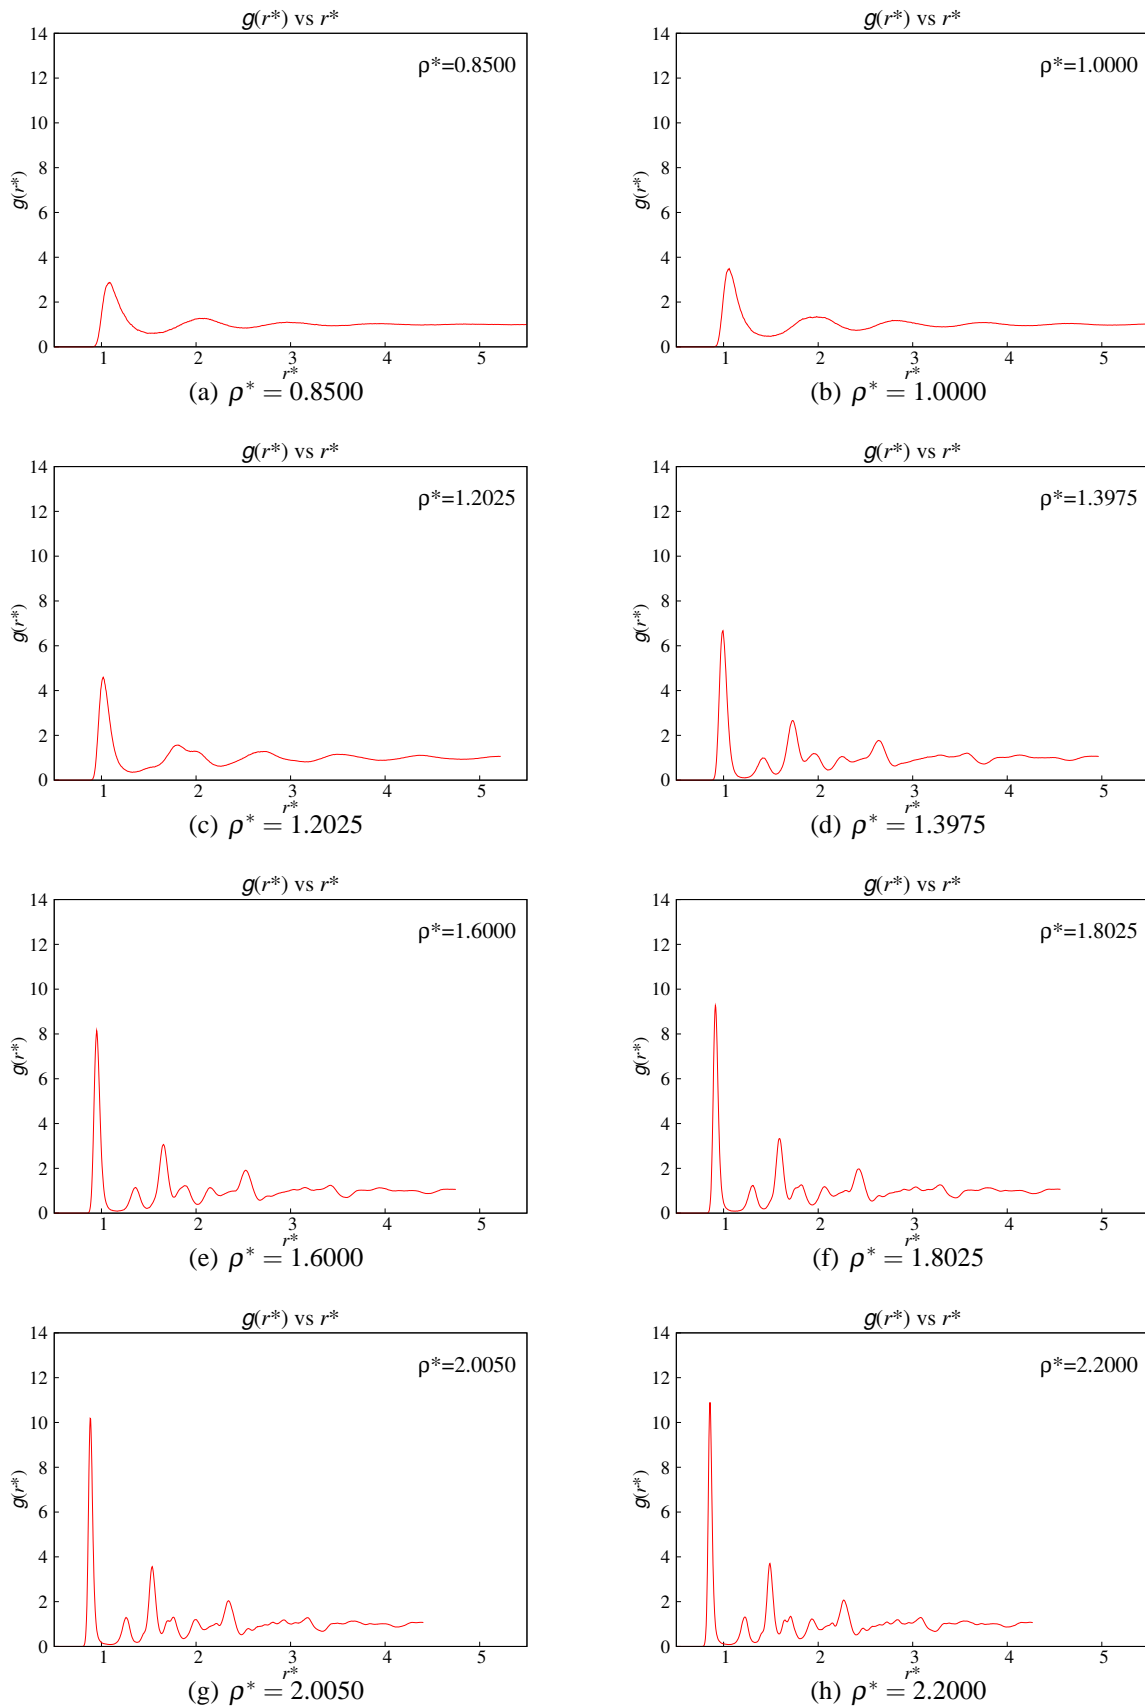 g(r*) vs r*
ρ*=0.8500
g(r*)
14
12
10
8
6
4
2
0
1 2 3 4 5
r*
(a) ρ* = 0.8500
g(r*) vs r*
ρ*=1.0000
g(r*)
14
12
10
8
6
4
2
0
1 2 3 4 5
r*
(b) ρ* = 1.0000
g(r*) vs r*
ρ*=1.2025
g(r*)
14
12
10
8
6
4
2
0
1 2 3 4 5
r*
(c) ρ* = 1.2025
g(r*) vs r*
ρ*=1.3975
g(r*)
14
12
10
8
6
4
2
0
1 2 3 4 5
r*
(d) ρ* = 1.3975
g(r*) vs r*
ρ*=1.6000
g(r*)
14
12
10
8
6
4
2
0
1 2 3 4 5
r*
(e) ρ* = 1.6000
g(r*) vs r*
ρ*=1.8025
g(r*)
14
12
10
8
6
4
2
0
1 2 3 4 5
r*
(f) ρ* = 1.8025
g(r*) vs r*
ρ*=2.0050
g(r*)
14
12
10
8
6
4
2
0
1 2 3 4 5
r*
(g) ρ* = 2.0050
g(r*) vs r*
ρ*=2.2000
g(r*)
14
12
10
8
6
4
2
0
1 2 3 4 5
r*
(h) ρ* = 2.2000